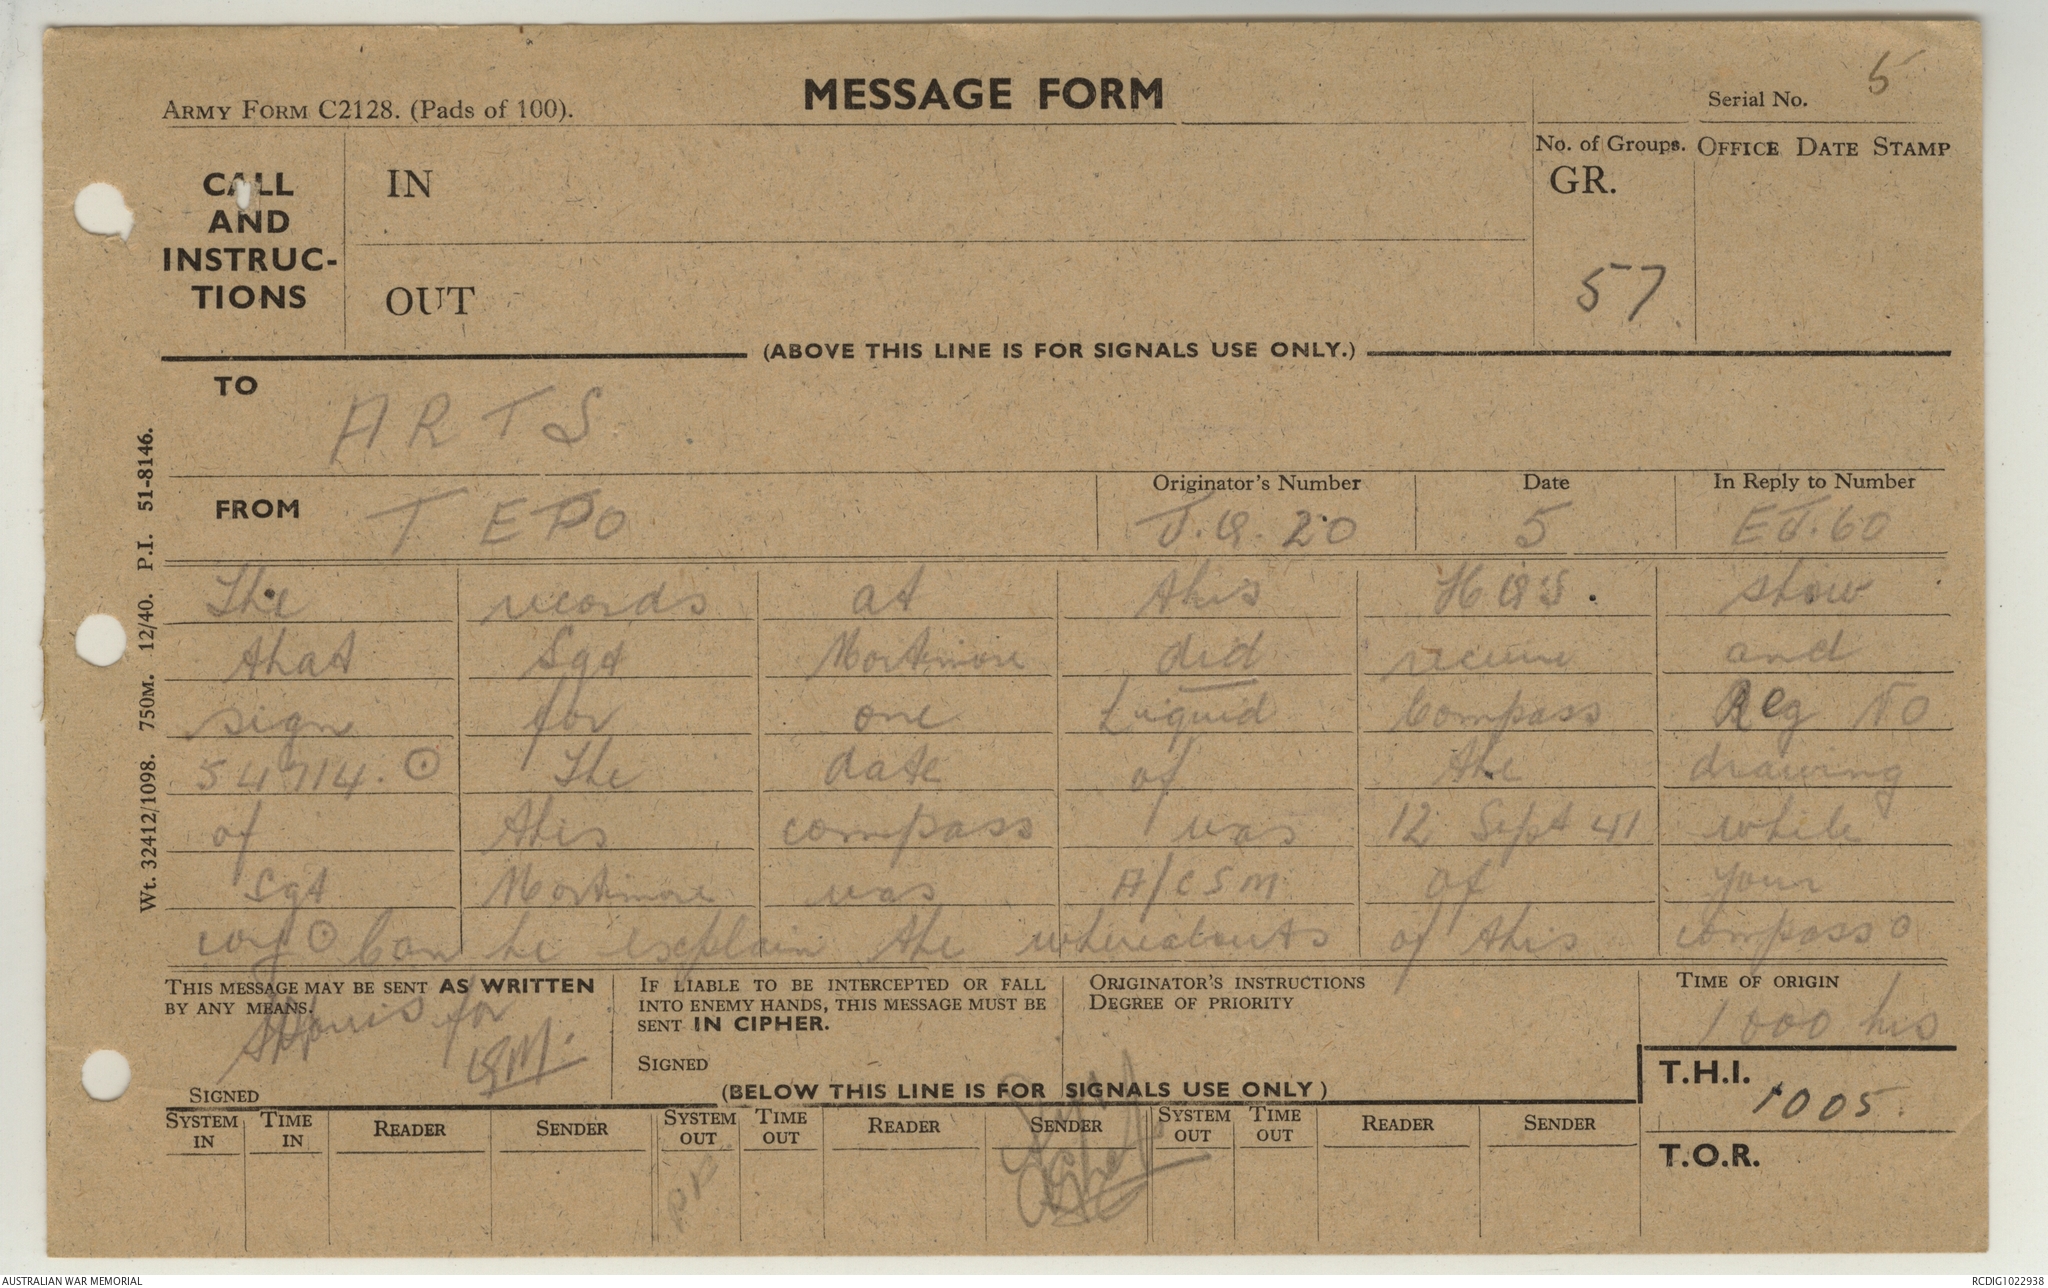 MESSAGE FORM
Army Form C2128. (Pads of 100).
Serial No. 5
CALL AND INSTRUC-TIONS
IN
OUT
No. of Groups.
GR.
57
Office Date Stamp
(ABOVE THIS LINE IS FOR SIGNALS USE ONLY.)
TO ARTS.
FROM TEPO
Originator's Number
J.Q. 20
Date
5
In Reply to Number
EJ.60
The records at this HQS. show
that Sgt Mortimore did receive and
sign for one Liquid Compass Reg NO
54714. ⊙ The date of the drawing
of this compass was 12 Sept 41 while
Sgt Mortimore was A/CSM of your
coy ⊙ Can he explain the whereabouts of this compass ⊙
This message may be sent AS WRITTEN by any means.
for
QM.
Signed
If liable to be intercepted or fall into enemy hands, this message must be sent IN CIPHER.
Signed
Originator's Instructions
Degree of Priority
Time of Origin
1000 hrs
(BELOW THIS LINE IS FOR SIGNALS USE ONLY)
T.H.I. 1005
T.O.R.
System In
Time In
Reader
Sender
System Out
Time Out
Reader
Sender
System Out
Time Out
Reader
Sender
Wt. 32412/1098. 750M. 12/40. P.I. 51-8146.
AUSTRALIAN WAR MEMORIAL
RCDIG1022938